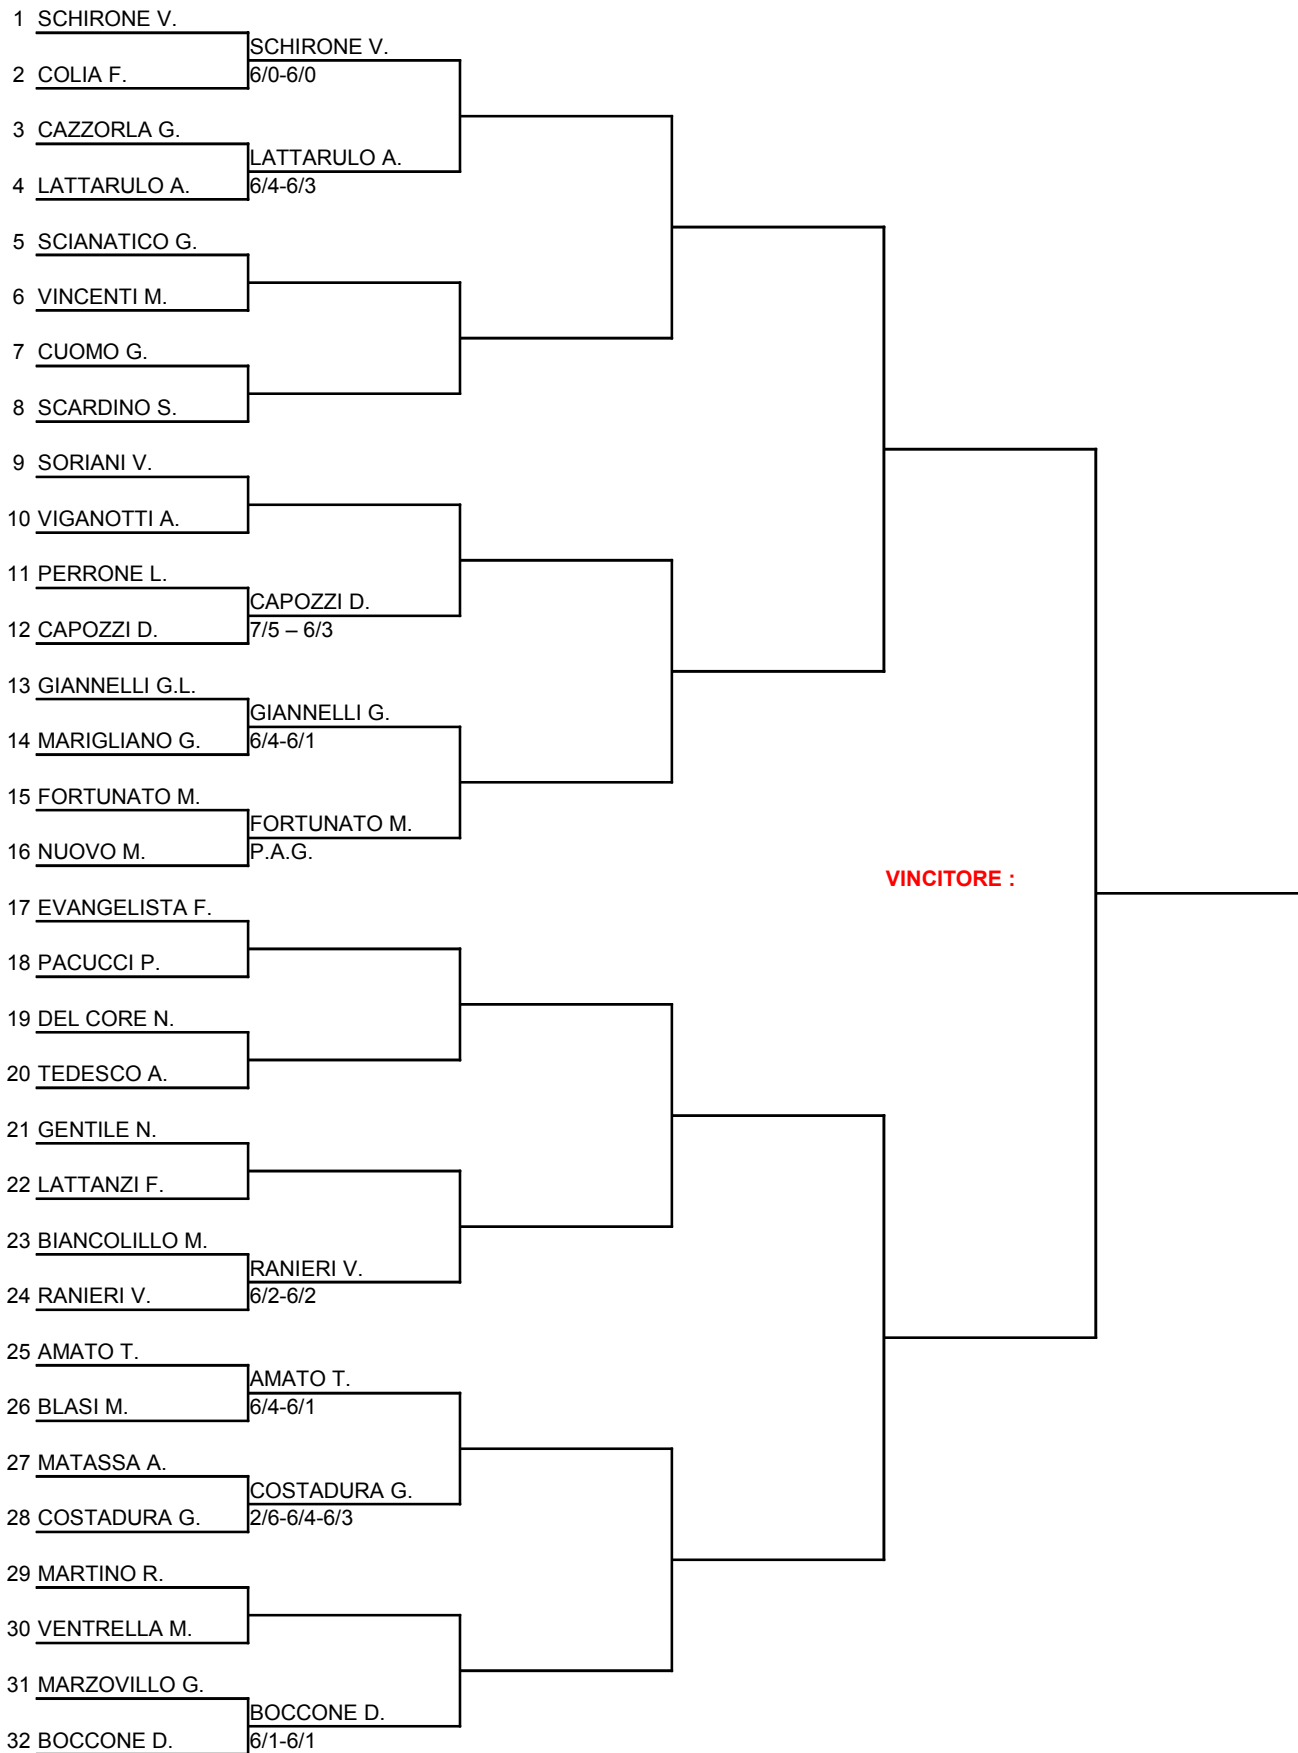 1 SCHIRONE V.
SCHIRONE V.
2 COLIA F.
6/0-6/0
3 CAZZORLA G.
LATTARULO A.
4 LATTARULO A.
6/4-6/3
5 SCIANATICO G.
6 VINCENTI M.
7 CUOMO G.
8 SCARDINO S.
9 SORIANI V.
10 VIGANOTTI A.
11 PERRONE L.
CAPOZZI D.
12 CAPOZZI D.
7/5 – 6/3
13 GIANNELLI G.L.
GIANNELLI G.
14 MARIGLIANO G.
6/4-6/1
15 FORTUNATO M.
FORTUNATO M.
16 NUOVO M.
P.A.G.
VINCITORE :
17 EVANGELISTA F.
18 PACUCCI P.
19 DEL CORE N.
20 TEDESCO A.
21 GENTILE N.
22 LATTANZI F.
23 BIANCOLILLO M.
RANIERI V.
24 RANIERI V.
6/2-6/2
25 AMATO T.
AMATO T.
26 BLASI M.
6/4-6/1
27 MATASSA A.
COSTADURA G.
28 COSTADURA G.
2/6-6/4-6/3
29 MARTINO R.
30 VENTRELLA M.
31 MARZOVILLO G.
BOCCONE D.
32 BOCCONE D.
6/1-6/1